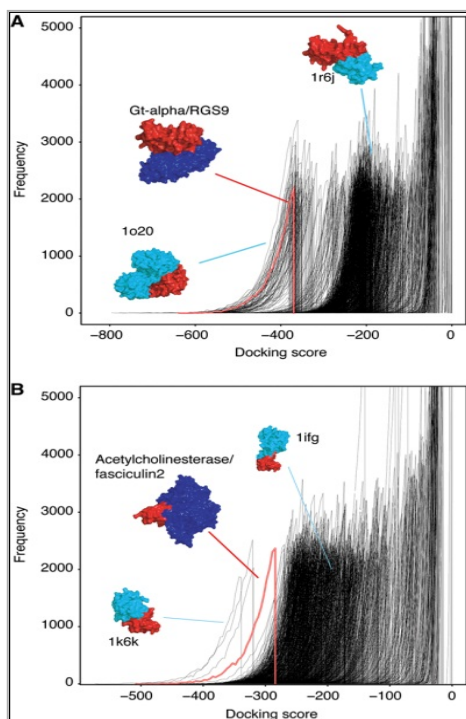 A
5000
4000
3000
2000
1000
0
Frequency
1r6j
Gt-alpha/RGS9
1o20
-800
-600
-400
-200
0
Docking score
B
5000
4000
3000
2000
1000
0
Frequency
1ifg
Acetylcholinesterase/
fasciculin2
1k6k
-500
-400
-300
-200
-100
0
Docking score